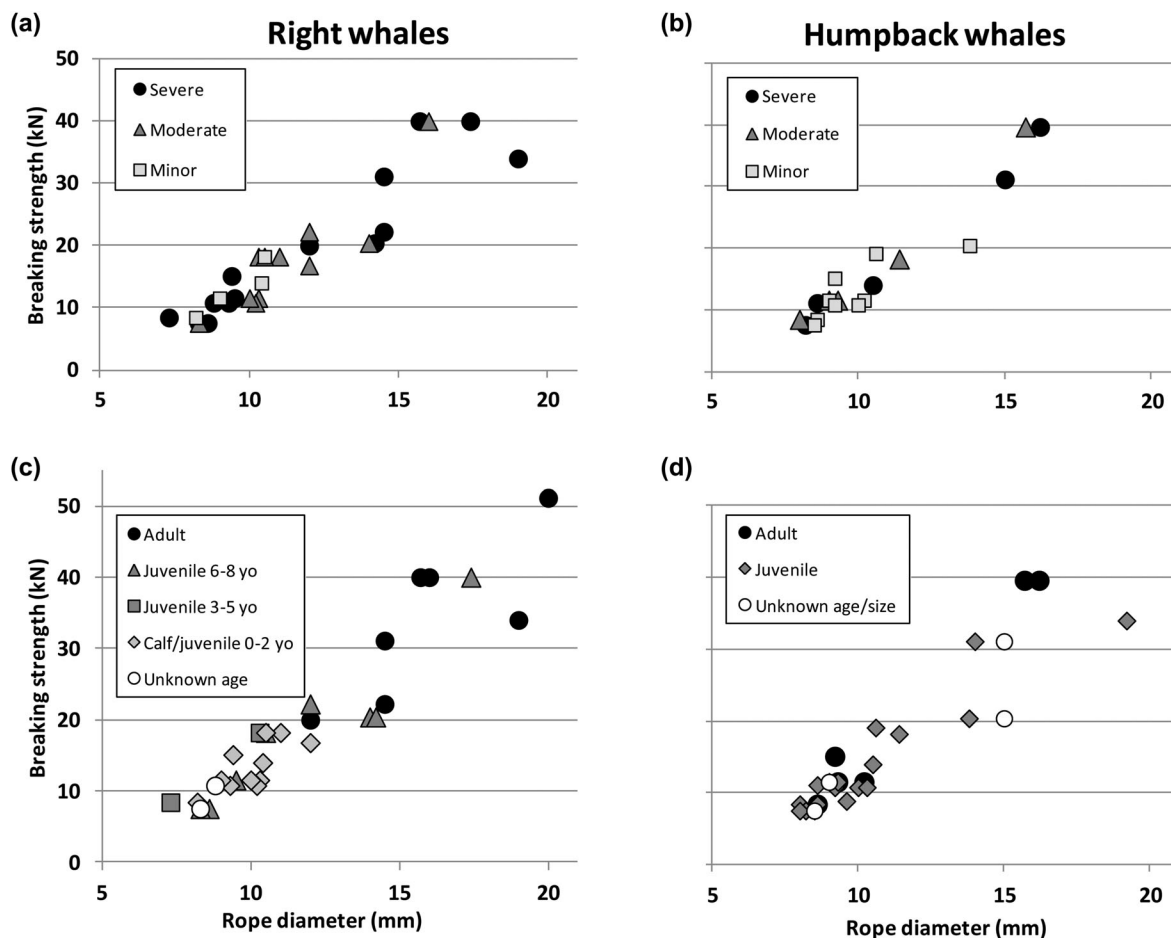 (a)
Right whales
50
40
30
20
10
0
Breaking strength (kN)
Severe
Moderate
Minor
5
10
15
20
(b)
Humpback whales
Severe
Moderate
Minor
5
10
15
20
(c)
50
40
30
20
10
0
Breaking strength (kN)
Adult
Juvenile 6-8 yo
Juvenile 3-5 yo
Calf/juvenile 0-2 yo
Unknown age
5
10
15
20
Rope diameter (mm)
(d)
Adult
Juvenile
Unknown age/size
5
10
15
20
Rope diameter (mm)